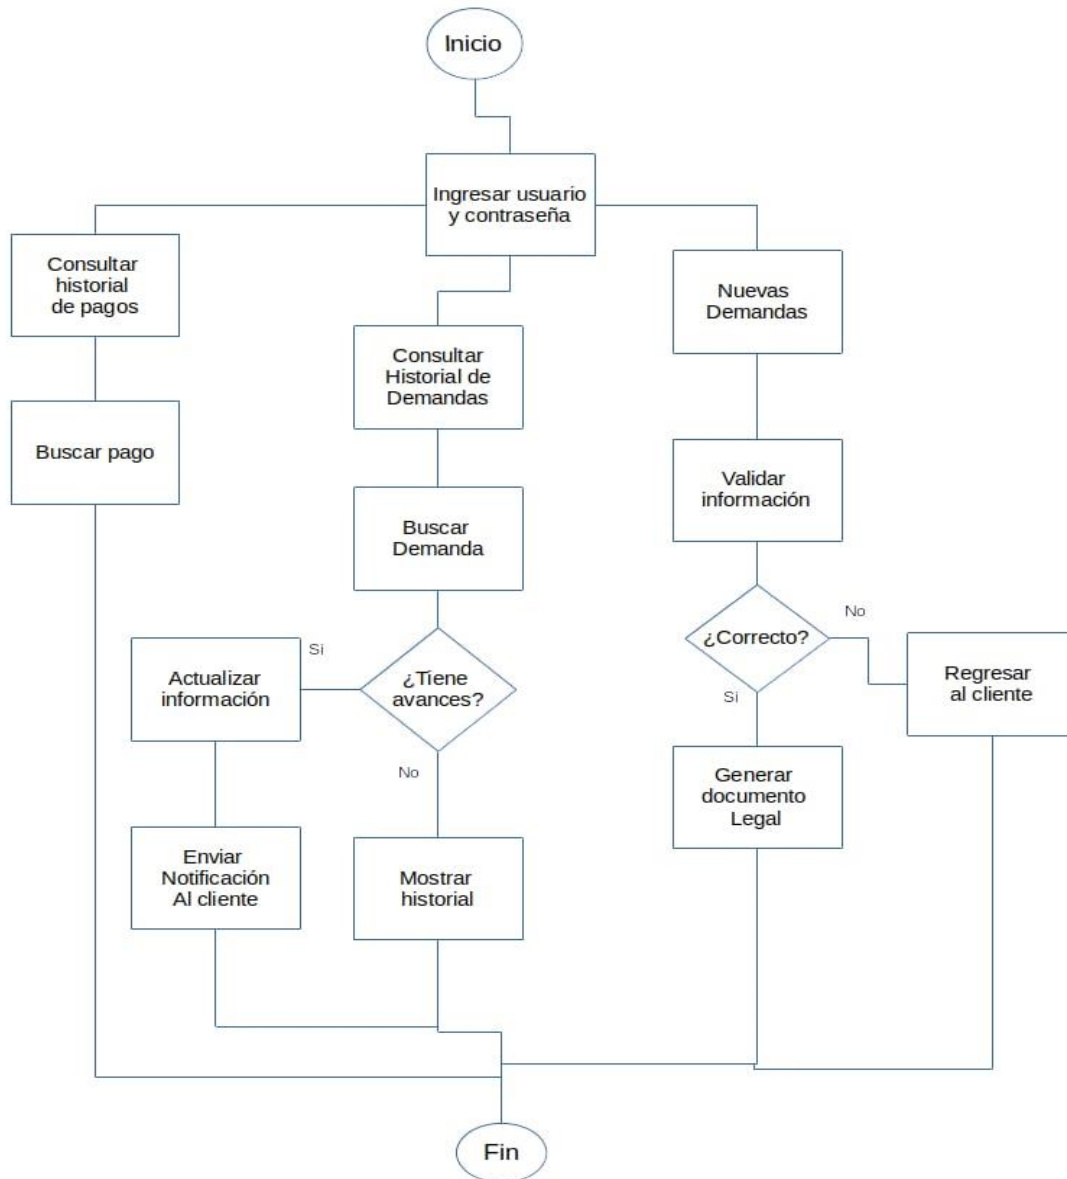 Inicio
Ingresar usuario
y contraseña
Consultar
historial
de pagos
Nuevas
Demandas
Consultar
Historial de
Demandas
Buscar pago
Validar
información
Buscar
Demanda
¿Correcto?
No
Si
Regresar
al cliente
¿Tiene
avances?
Si
No
Actualizar
información
Generar
documento
Legal
Enviar
Notificación
Al cliente
Mostrar
historial
Fin